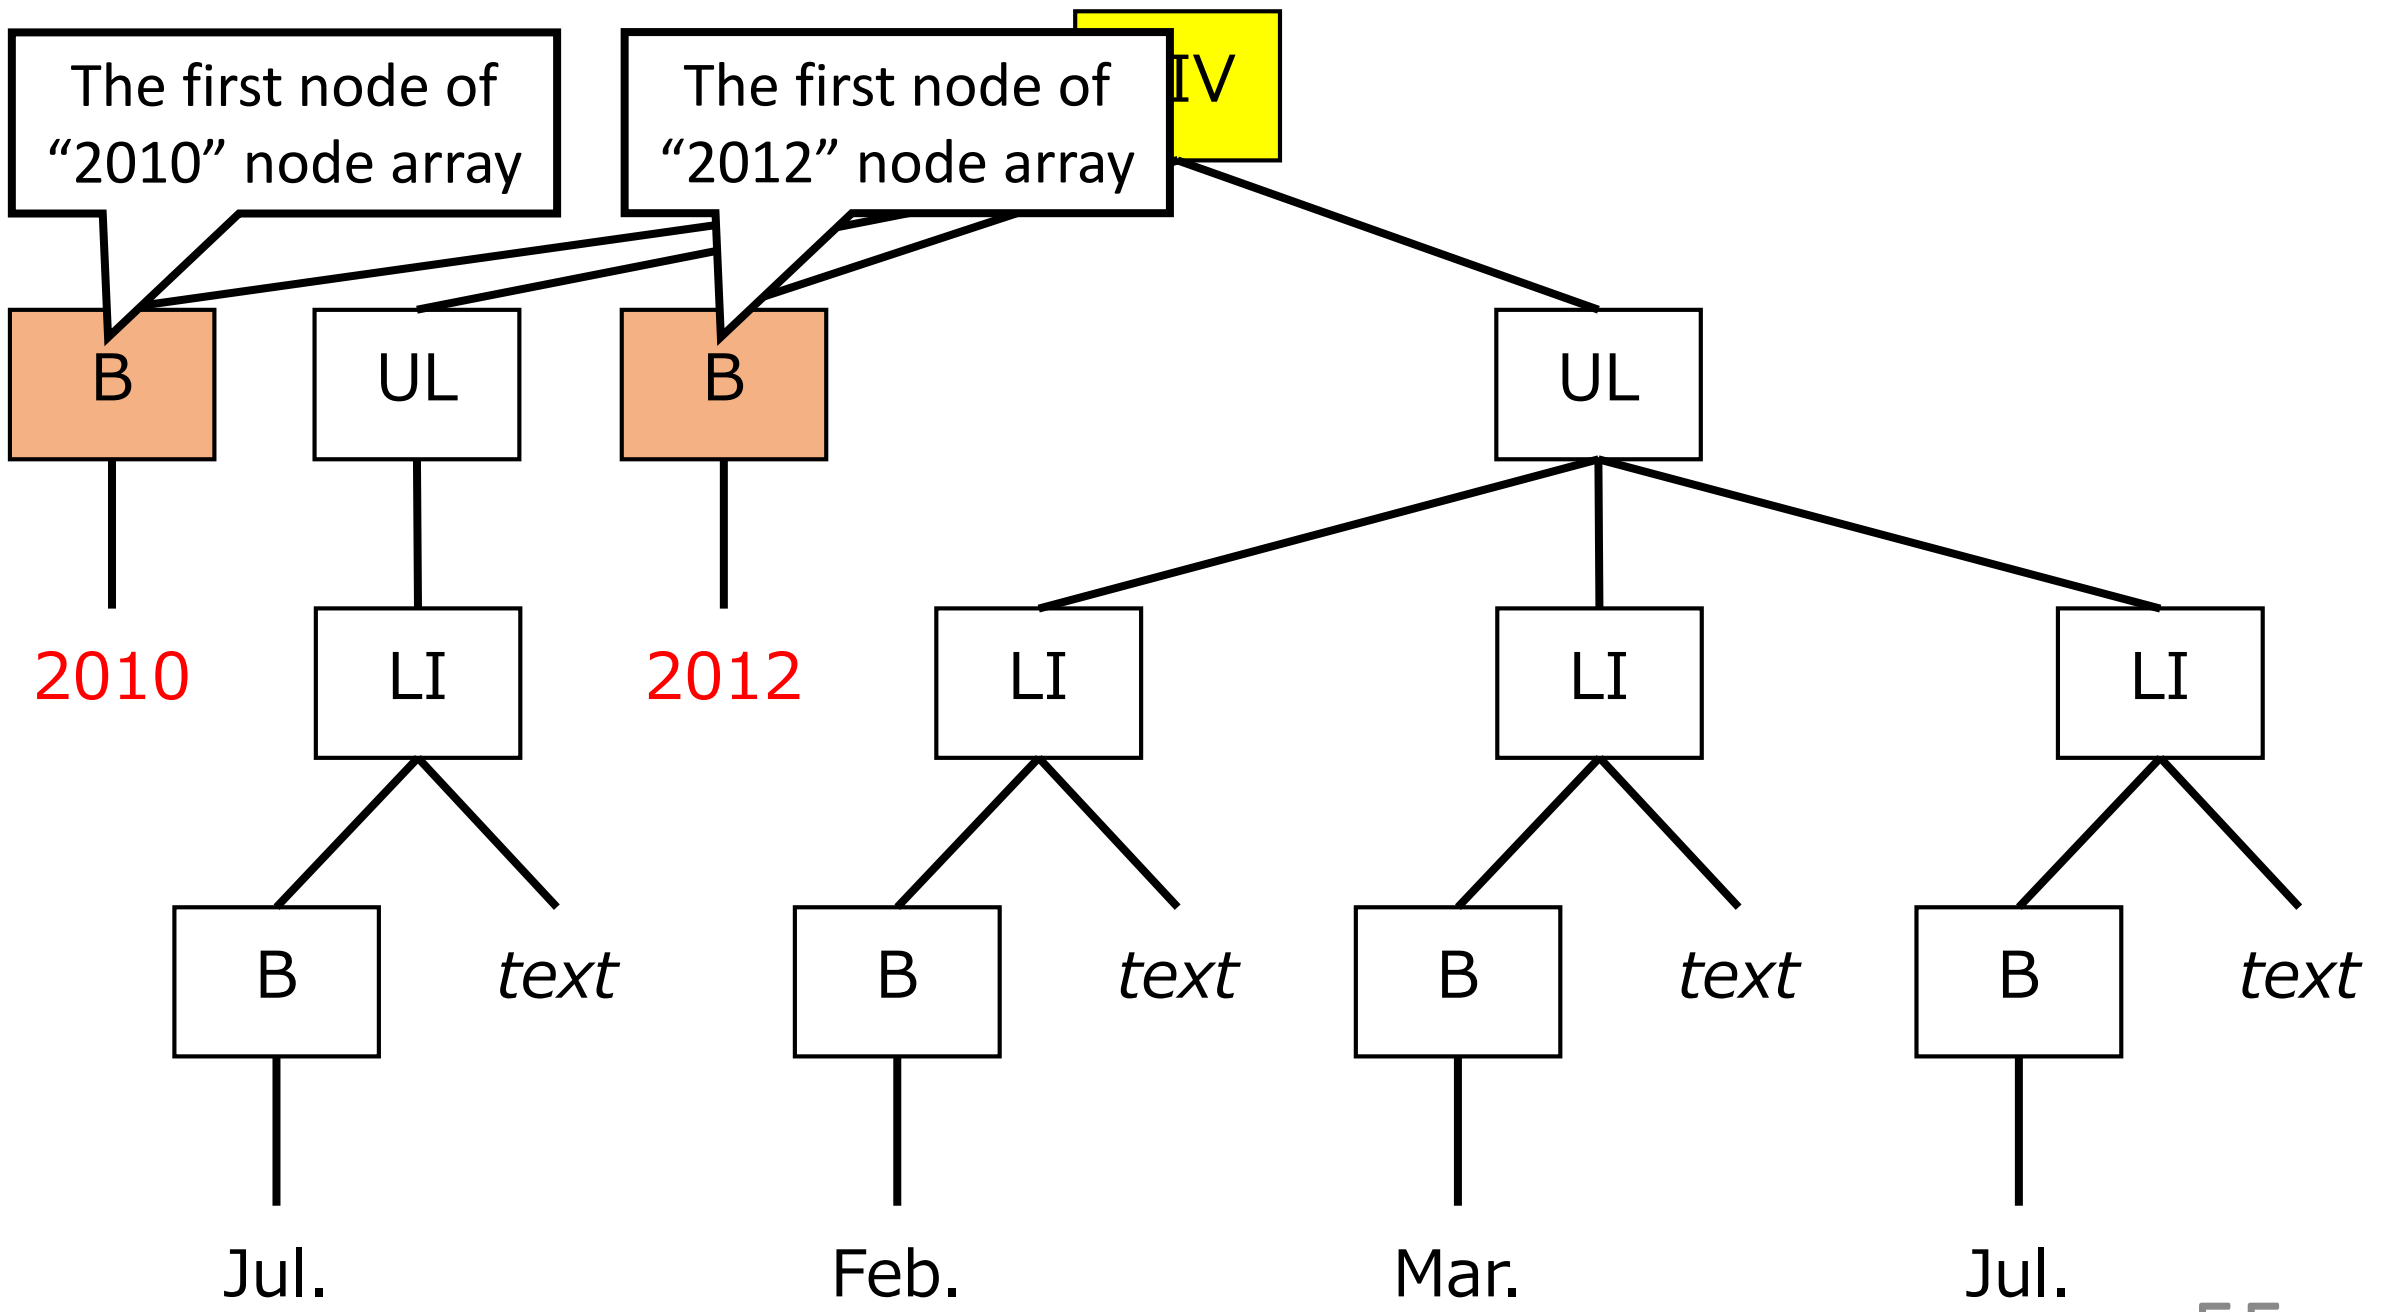 The first node of
“2010” node array
The first node of
“2012” node array
IV
B
UL
B
UL
2010
LI
2012
LI
LI
LI
B
text
B
text
B
text
B
text
Jul.
Feb.
Mar.
Jul.